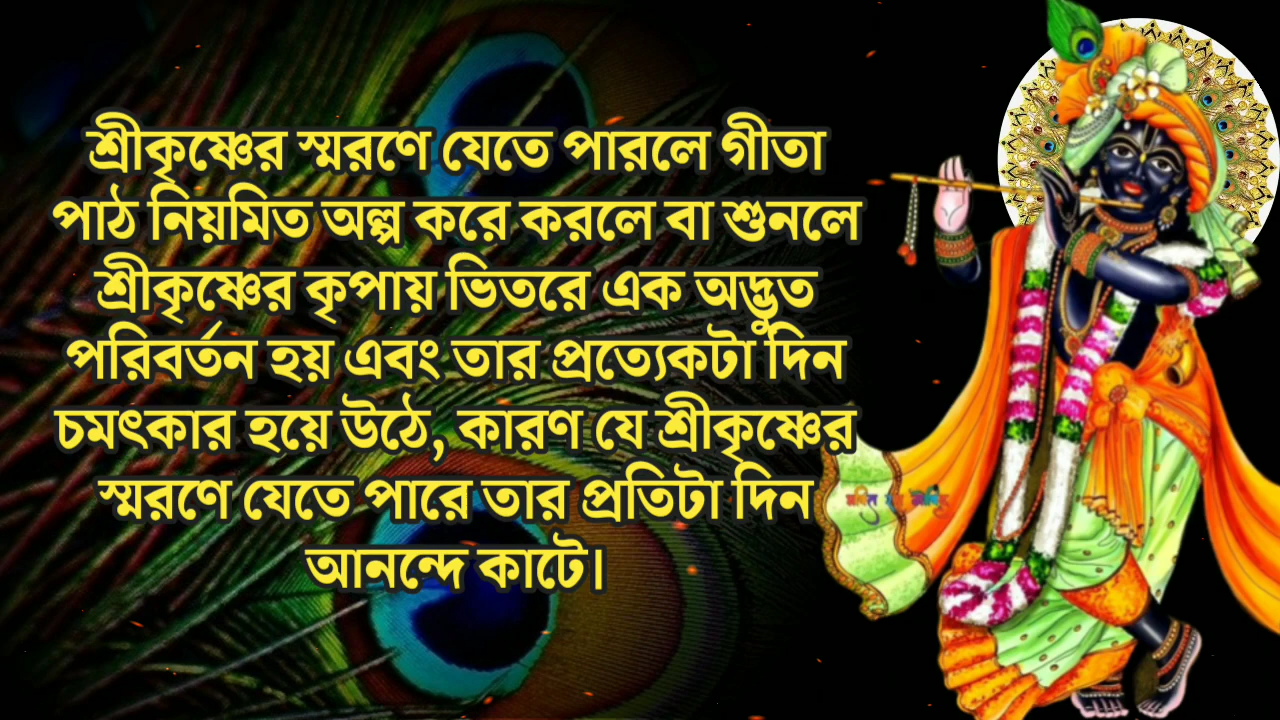 শ্রীকৃষ্ণের স্মরণে যেতে পারলে গীতা
পাঠ নিয়মিত অল্প করে করলে বা শুনলে
শ্রীকৃষ্ণের কৃপায় ভিতরে এক অদ্ভুত
পরিবর্তন হয় এবং তার প্রত্যেকটা দিন
চমৎকার হয়ে উঠে, কারণ যে শ্রীকৃষ্ণের
স্মরণে যেতে পারে তার প্রতিটা দিন
আনন্দে কাটে।